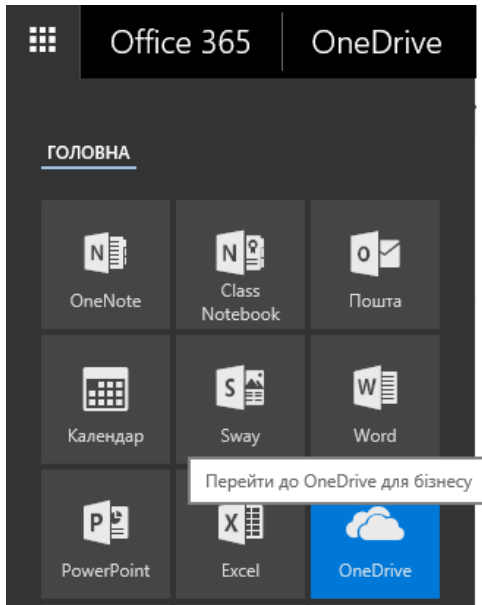 Office 365 OneDrive
ГОЛОВНА
OneNote
Class
Notebook
Пошта
Календар
Sway
Word
Перейти до OneDrive для бізнесу
PowerPoint
Excel
OneDrive